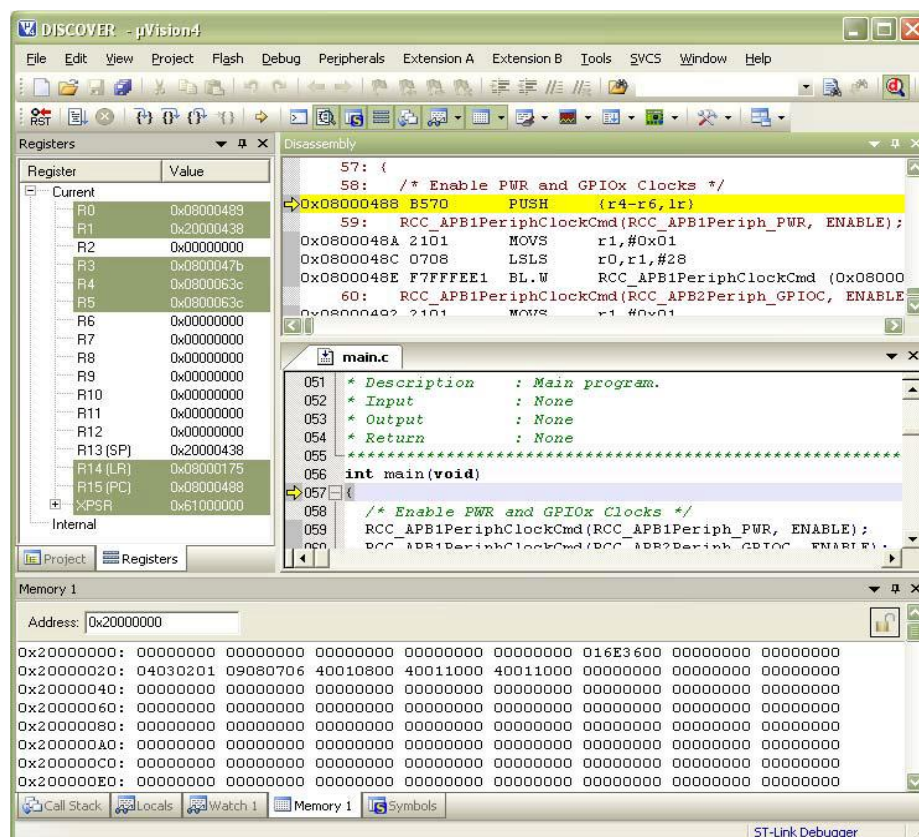 DISCOVER - µVision4
File Edit View Project Flash Debug Peripherals Extension A Extension B Tools SVCS Window Help
RST
Registers
Register Value
Current
R0 0x08000489
R1 0x20000438
R2 0x00000000
R3 0x0800047b
R4 0x0800063c
R5 0x0800063c
R6 0x00000000
R7 0x00000000
R8 0x00000000
R9 0x00000000
R10 0x00000000
R11 0x00000000
R12 0x00000000
R13 (SP) 0x20000438
R14 (LR) 0x08000175
R15 (PC) 0x08000488
xPSR 0x61000000
Internal
Project Registers
Disassembly
57: {
58: /* Enable PWR and GPIOx Clocks */
0x08000488 B570 PUSH {r4-r6,lr}
59: RCC_APB1PeriphClockCmd(RCC_APB1Periph_PWR, ENABLE);
0x0800048A 2101 MOVS r1,#0x01
0x0800048C 0708 LSLS r0,r1,#28
0x0800048E F7FFFEE1 BL.W RCC_APB1PeriphClockCmd (0x08000
60: RCC_APB1PeriphClockCmd(RCC_APB2Periph_GPIOC, ENABLE
0x08000492 2101 MOVS r1,#0x01
main.c
051 * Description : Main program.
052 * Input : None
053 * Output : None
054 * Return : None
055 *************************************************************
056 int main(void)
057 {
058 /* Enable PWR and GPIOx Clocks */
059 RCC_APB1PeriphClockCmd(RCC_APB1Periph_PWR, ENABLE);
060 RCC_APB1PeriphClockCmd(RCC_APB2Periph_GPIOC, ENABLE);
Memory 1
Address: 0x20000000
0x20000000: 00000000 00000000 00000000 00000000 00000000 016E3600 00000000 00000000
0x20000020: 04030201 09080706 40010800 40011000 40011000 00000000 00000000 00000000
0x20000040: 00000000 00000000 00000000 00000000 00000000 00000000 00000000 00000000
0x20000060: 00000000 00000000 00000000 00000000 00000000 00000000 00000000 00000000
0x20000080: 00000000 00000000 00000000 00000000 00000000 00000000 00000000 00000000
0x200000A0: 00000000 00000000 00000000 00000000 00000000 00000000 00000000 00000000
0x200000C0: 00000000 00000000 00000000 00000000 00000000 00000000 00000000 00000000
0x200000E0: 00000000 00000000 00000000 00000000 00000000 00000000 00000000 00000000
Call Stack Locals Watch 1 Memory 1 Symbols
ST-Link Debugger